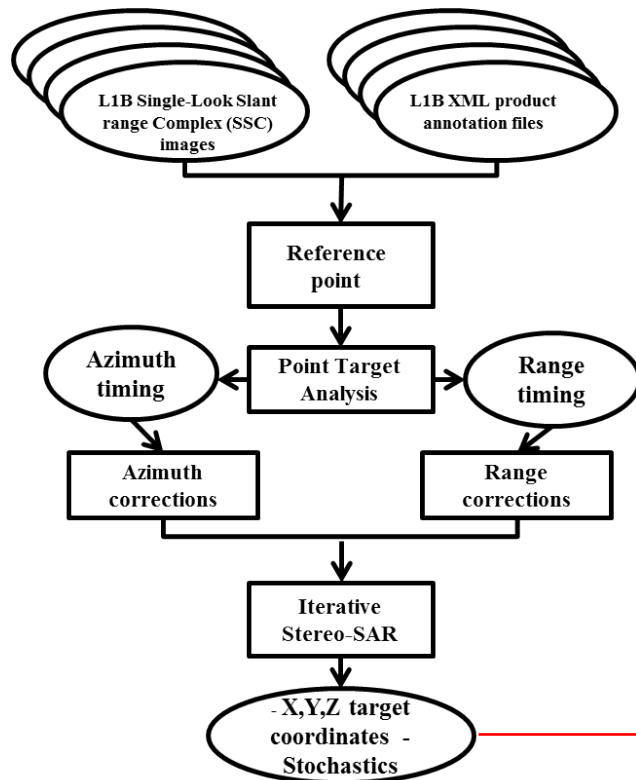 L1B Single-Look Slant
range Complex (SSC)
images
L1B XML product
annotation files
Reference
point
Azimuth
timing
Point Target
Analysis
Range
timing
Azimuth
corrections
Range
corrections
Iterative
Stereo-SAR
- X,Y,Z target
coordinates -
Stochastics